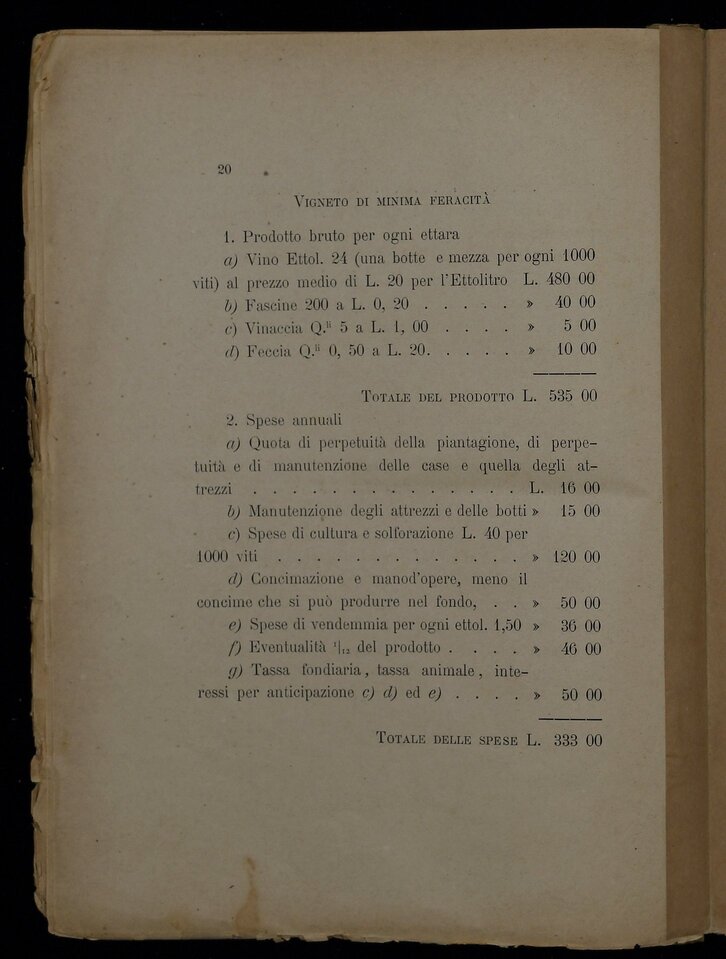 20
VIGNETO DI MINIMA FERACITÀ
1. Prodotto bruto per ogni ettara
a) Vino Ettol. 24 (una botte e mezza per ogni 1000
viti) al prezzo medio di L. 20 per l'Ettolitro L. 480 00
b) Fascine 200 a L. 0, 20 . . . . . » 40 00
c) Vinaccia Q.li 5 a L. 1, 00 . . . . » 5 00
d) Feccia Q.li 0, 50 a L. 20. . . . . » 10 00
TOTALE DEL PRODOTTO L. 535 00
2. Spese annuali
a) Quota di perpetuità della piantagione, di perpe-
tuità e di manutenzione delle case e quella degli at-
trezzi . . . . . . . . . . . . . . L. 16 00
b) Manutenzione degli attrezzi e delle botti » 15 00
c) Spese di cultura e solforazione L. 40 per
1000 viti . . . . . . . . . . . . . » 120 00
d) Concimazione e manod'opere, meno il
concime che si può produrre nel fondo, . . » 50 00
e) Spese di vendemmia per ogni ettol. 1,50 » 36 00
f) Eventualità 1|12 del prodotto . . . . » 46 00
g) Tassa fondiaria, tassa animale, inte-
ressi per anticipazione c) d) ed e) . . . . » 50 00
TOTALE DELLE SPESE L. 333 00